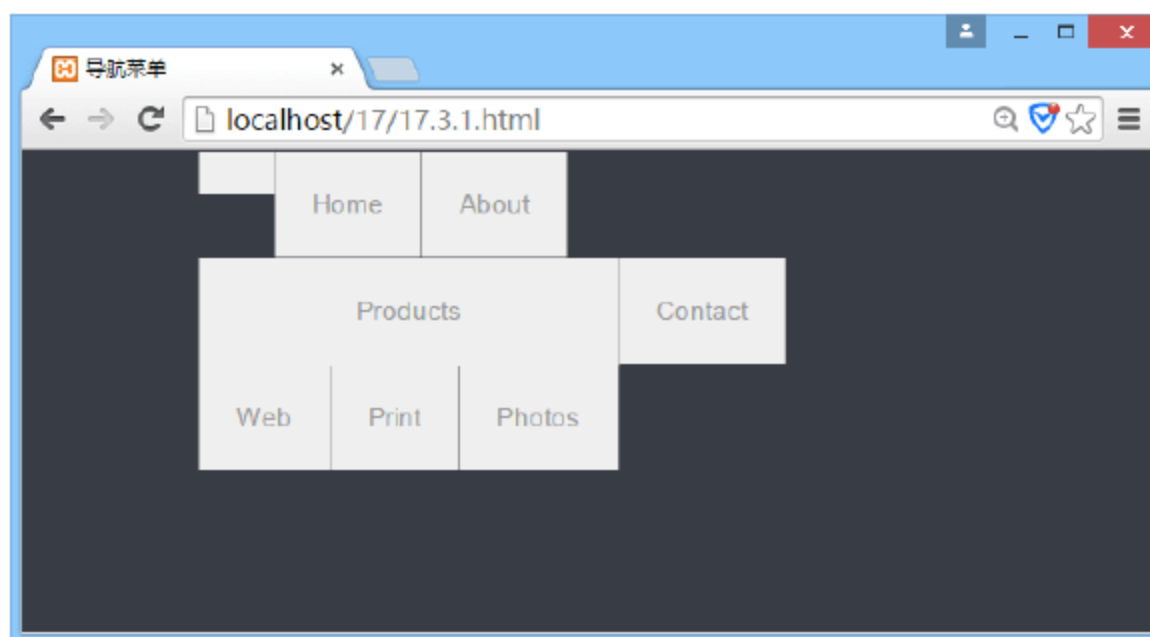 导航菜单
localhost/17/17.3.1.html
Home About
Products Contact
Web Print Photos